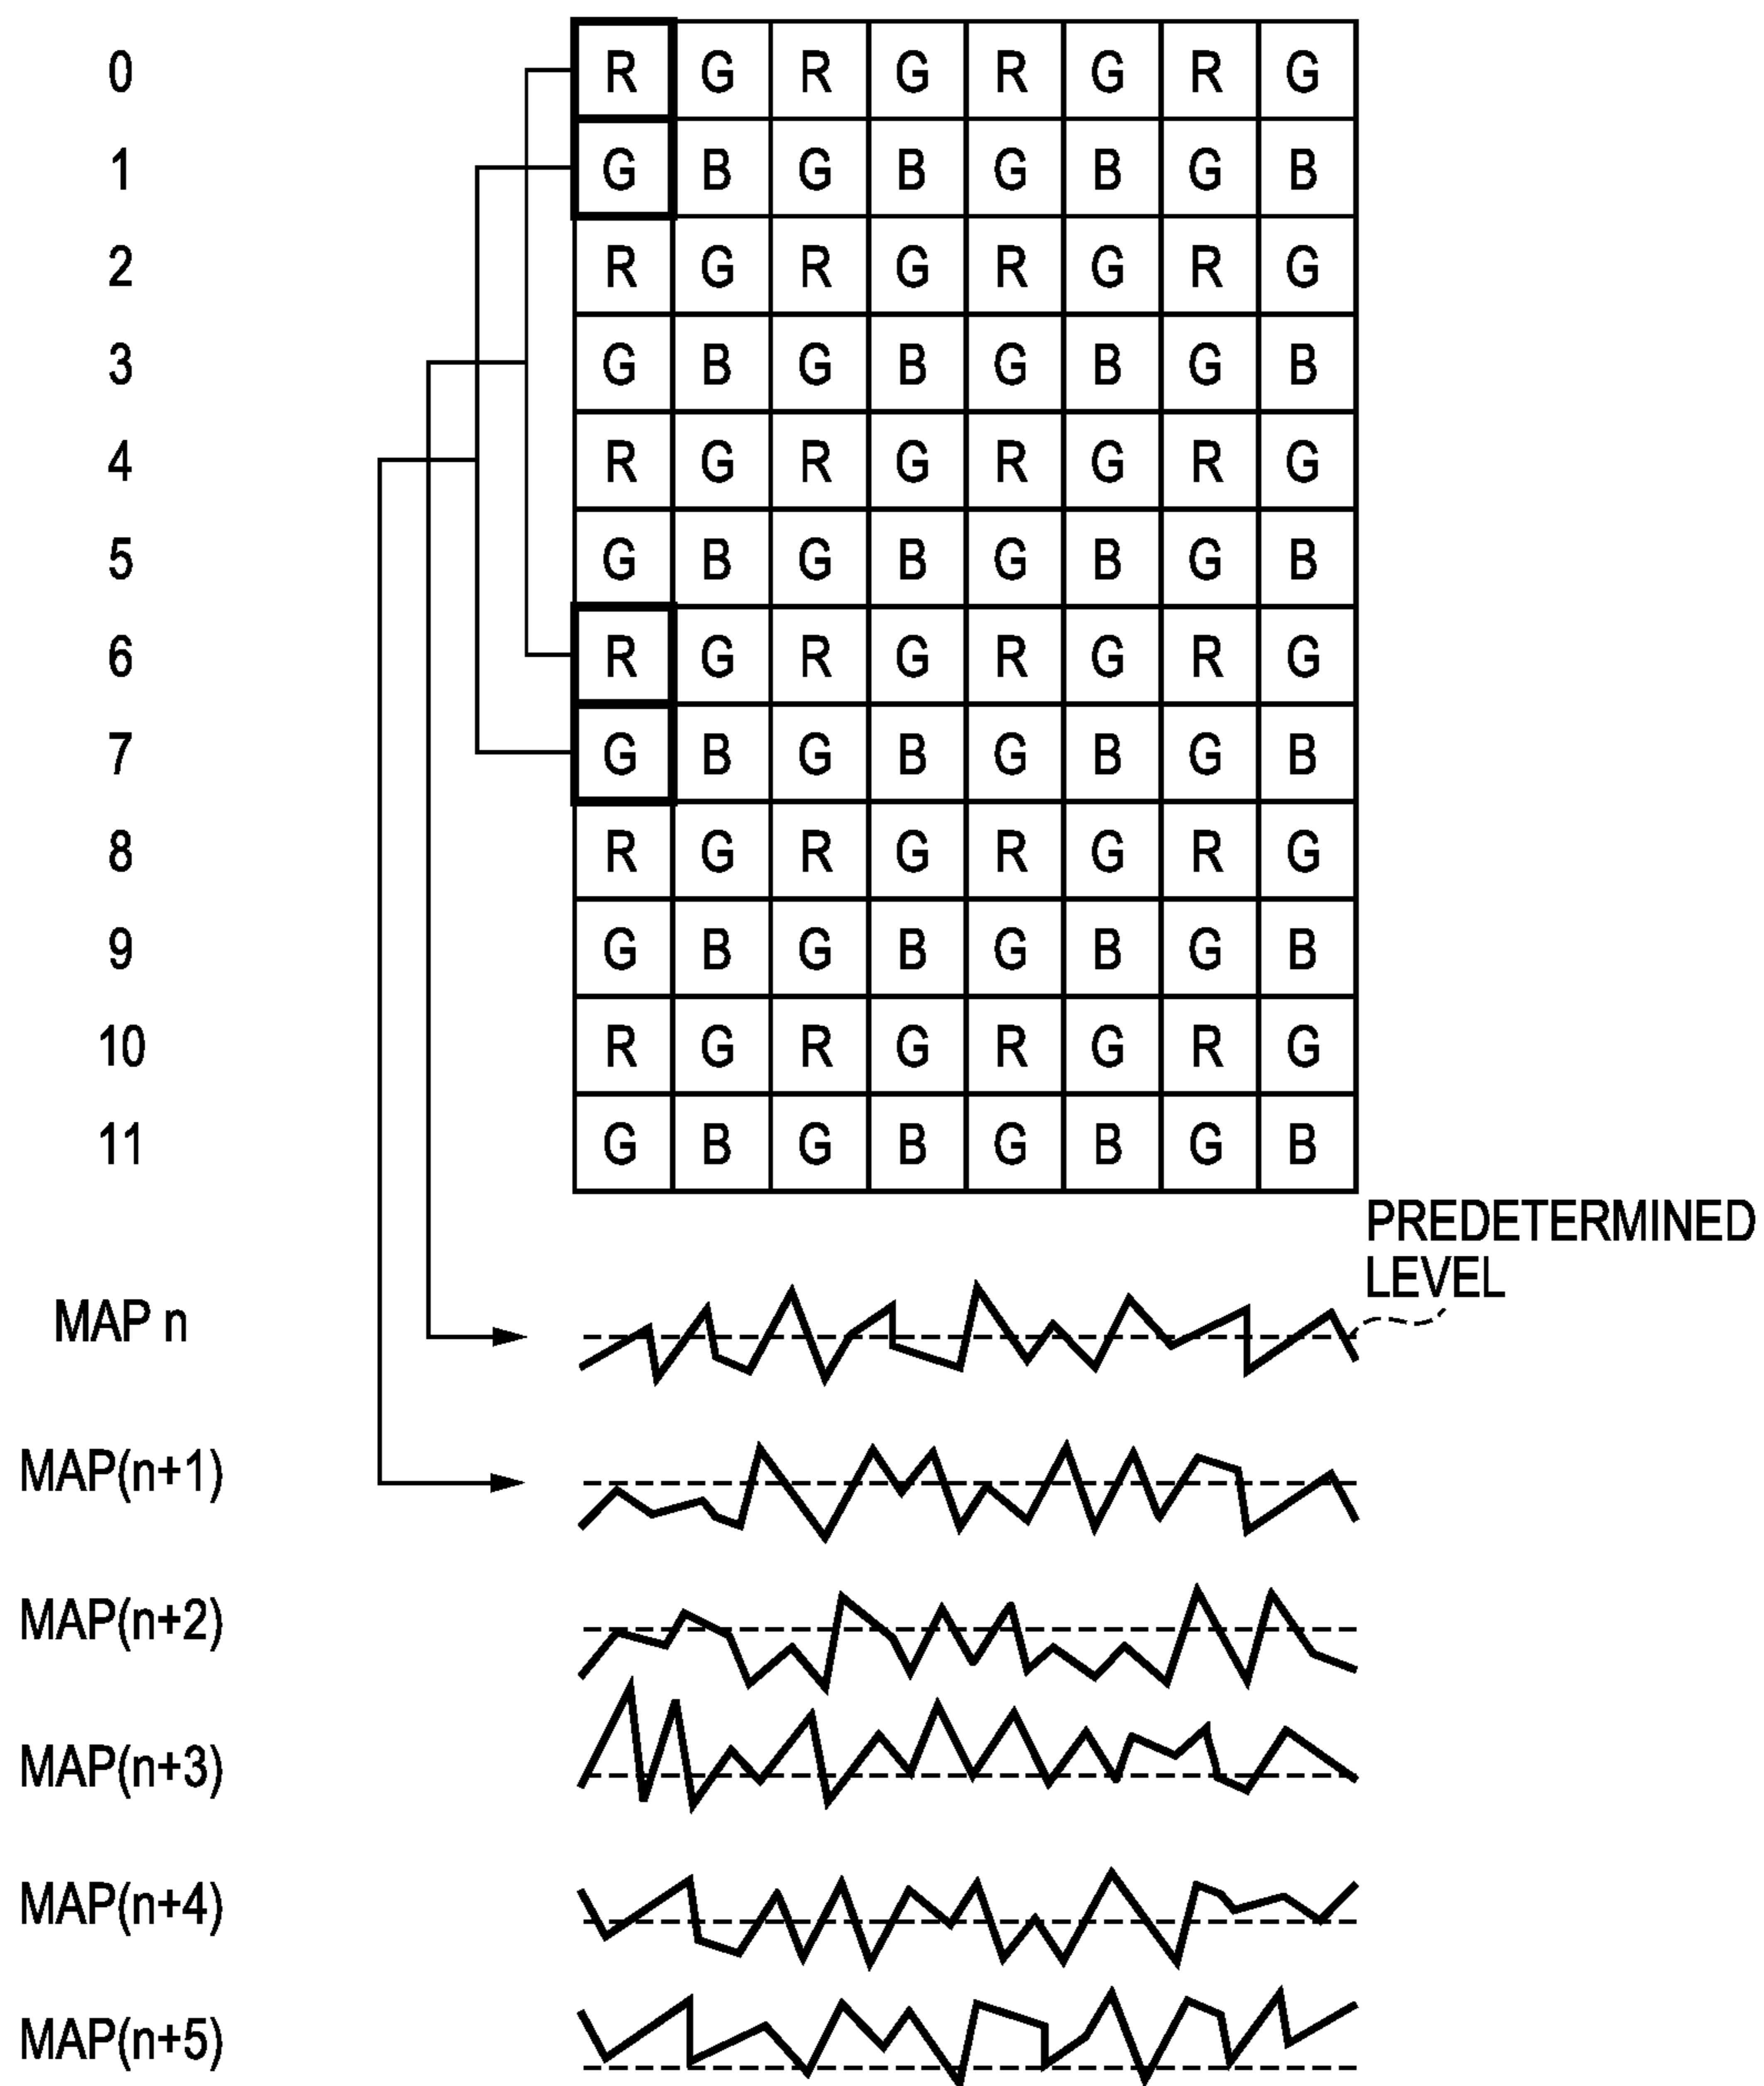 0 R G R G R G R G
1 G B G B G B G B
2 R G R G R G R G
3 G B G B G B G B
4 R G R G R G R G
5 G B G B G B G B
6 R G R G R G R G
7 G B G B G B G B
8 R G R G R G R G
9 G B G B G B G B
10 R G R G R G R G
11 G B G B G B G B
PREDETERMINED
LEVEL
MAP n
MAP(n+1)
MAP(n+2)
MAP(n+3)
MAP(n+4)
MAP(n+5)